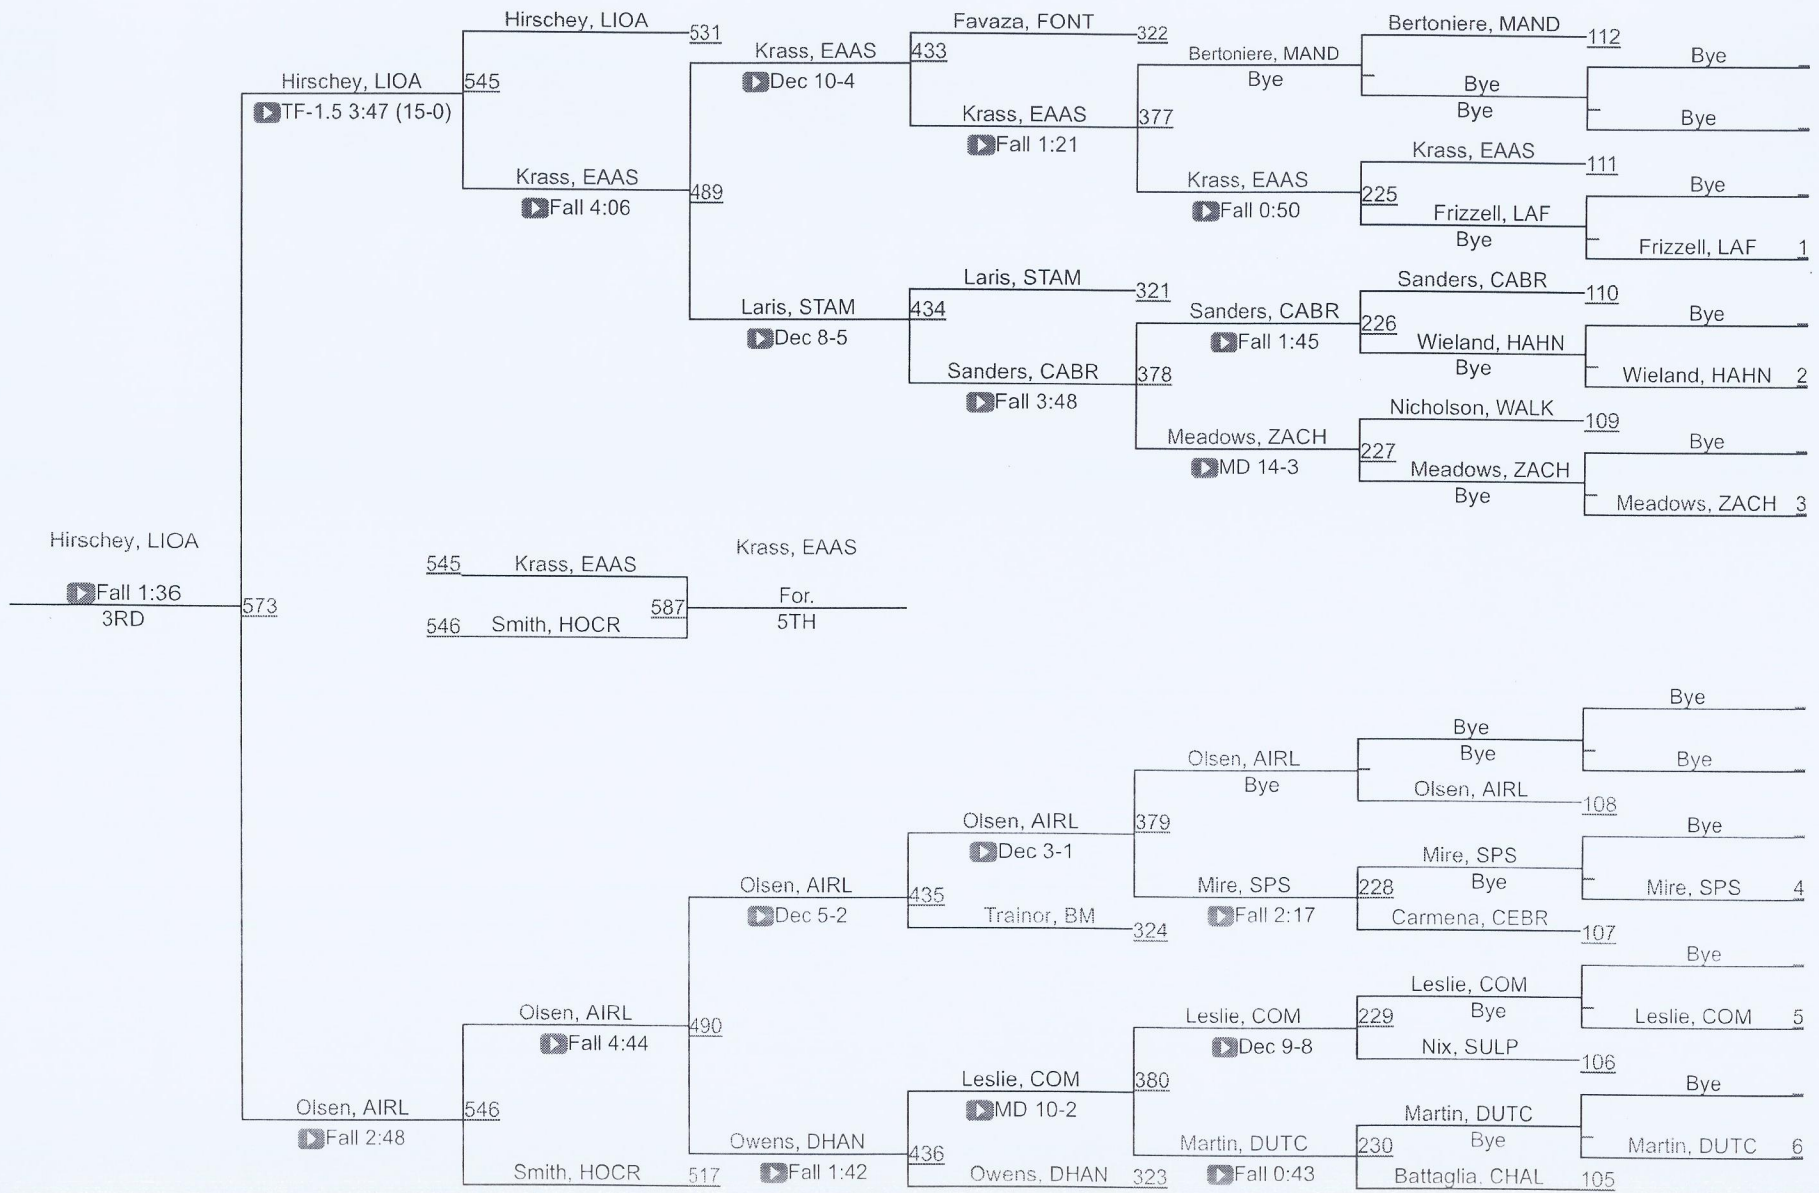 Hirschey, LIOA
531
Favaza, FONT
322
Bertoniere, MAND
112
Krass, EAAS
433
Bertoniere, MAND
Bye
Bye
Hirschey, LIOA
545
Dec 10-4
Bye
Bye
TF-1.5 3:47 (15-0)
Krass, EAAS
377
Bye
Bye
Fall 1:21
Krass, EAAS
111
Krass, EAAS
489
Krass, EAAS
225
Bye
Fall 4:06
Fall 0:50
Frizzell, LAF
Bye
Frizzell, LAF 1
Laris, STAM
321
Sanders, CABR
110
Laris, STAM
434
Sanders, CABR
226
Bye
Dec 8-5
Fall 1:45
Wieland, HAHN
Bye
Sanders, CABR
378
Wieland, HAHN 2
Fall 3:48
Nicholson, WALK
109
Meadows, ZACH
227
Bye
MD 14-3
Meadows, ZACH
Bye
Meadows, ZACH 3
Hirschey, LIOA
Krass, EAAS
545 Krass, EAAS
Fall 1:36
573
587
For.
3RD
546 Smith, HOCR
5TH
Bye
Bye
Bye
Olsen, AIRL
Bye
Bye
Olsen, AIRL
108
Olsen, AIRL
379
Bye
Dec 3-1
Mire, SPS
Bye
Olsen, AIRL
435
Mire, SPS
228
Mire, SPS 4
Dec 5-2
Trainor, BM
324
Fall 2:17
Carmena, CEBR
107
Bye
Olsen, AIRL
490
Leslie, COM
229
Leslie, COM
Bye
Leslie, COM 5
Fall 4:44
Dec 9-8
Nix, SULP
106
Leslie, COM
380
Bye
Olsen, AIRL
546
MD 10-2
Martin, DUTC
Bye
Fall 2:48
Owens, DHAN
436
Martin, DUTC
230
Martin, DUTC 6
Smith, HOCR
517
Fall 1:42
Owens, DHAN
323
Fall 0:43
Battaglia, CHAL
105